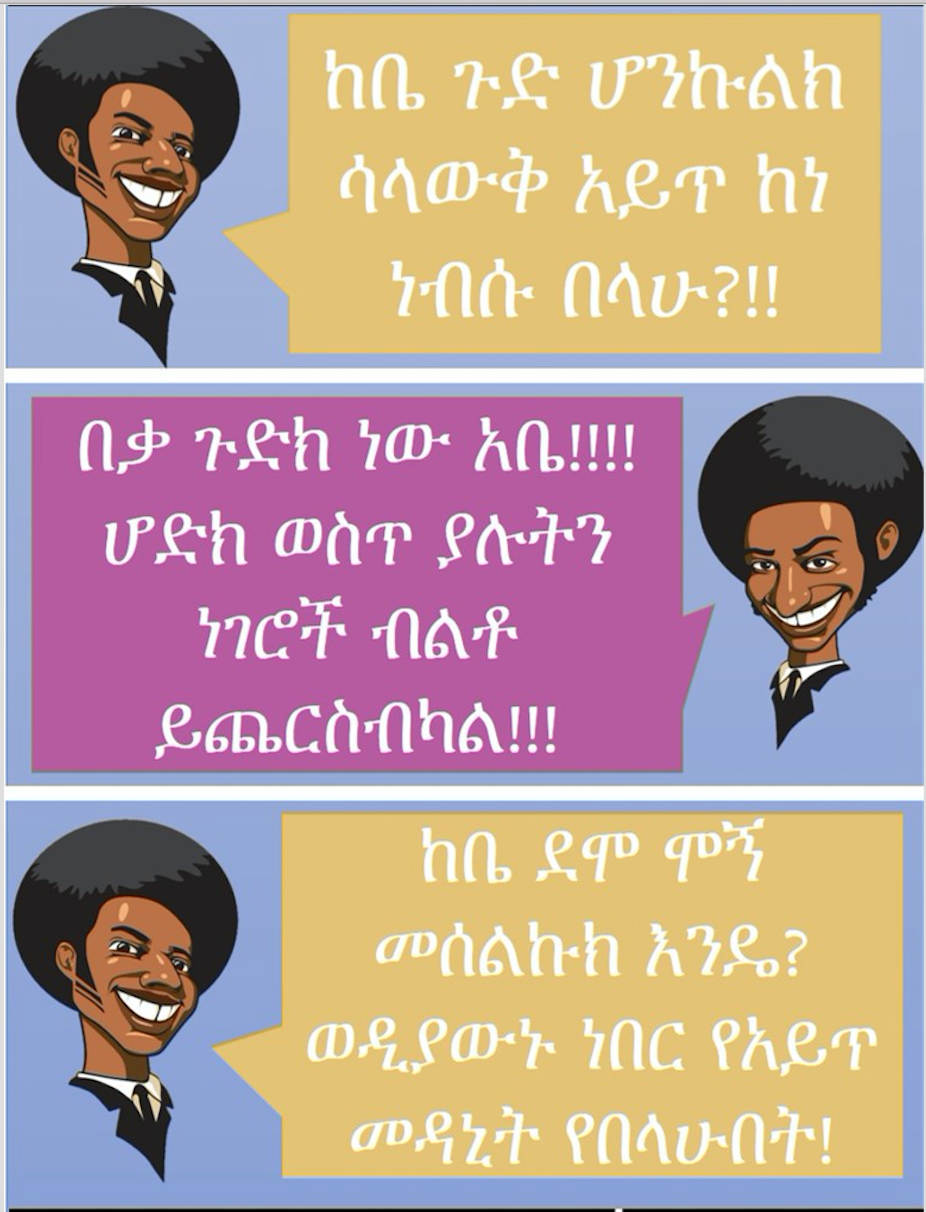 ከቤ ጉድ ሆንኩልክ
ሳላውቅ አይጥ ከነ
ነብሱ በላሁ?!!
በቃ ጉድክ ነው አቤ!!!!
ሆድክ ወስጥ ያሉትን
ነገሮች ብልቶ
ይጨርስብካል!!!
ከቤ ደሞ ሞኝ
መሰልኩክ እንዴ?
ወዲያውኑ ነበር የአይጥ
መዳኒት የበላሁበት!